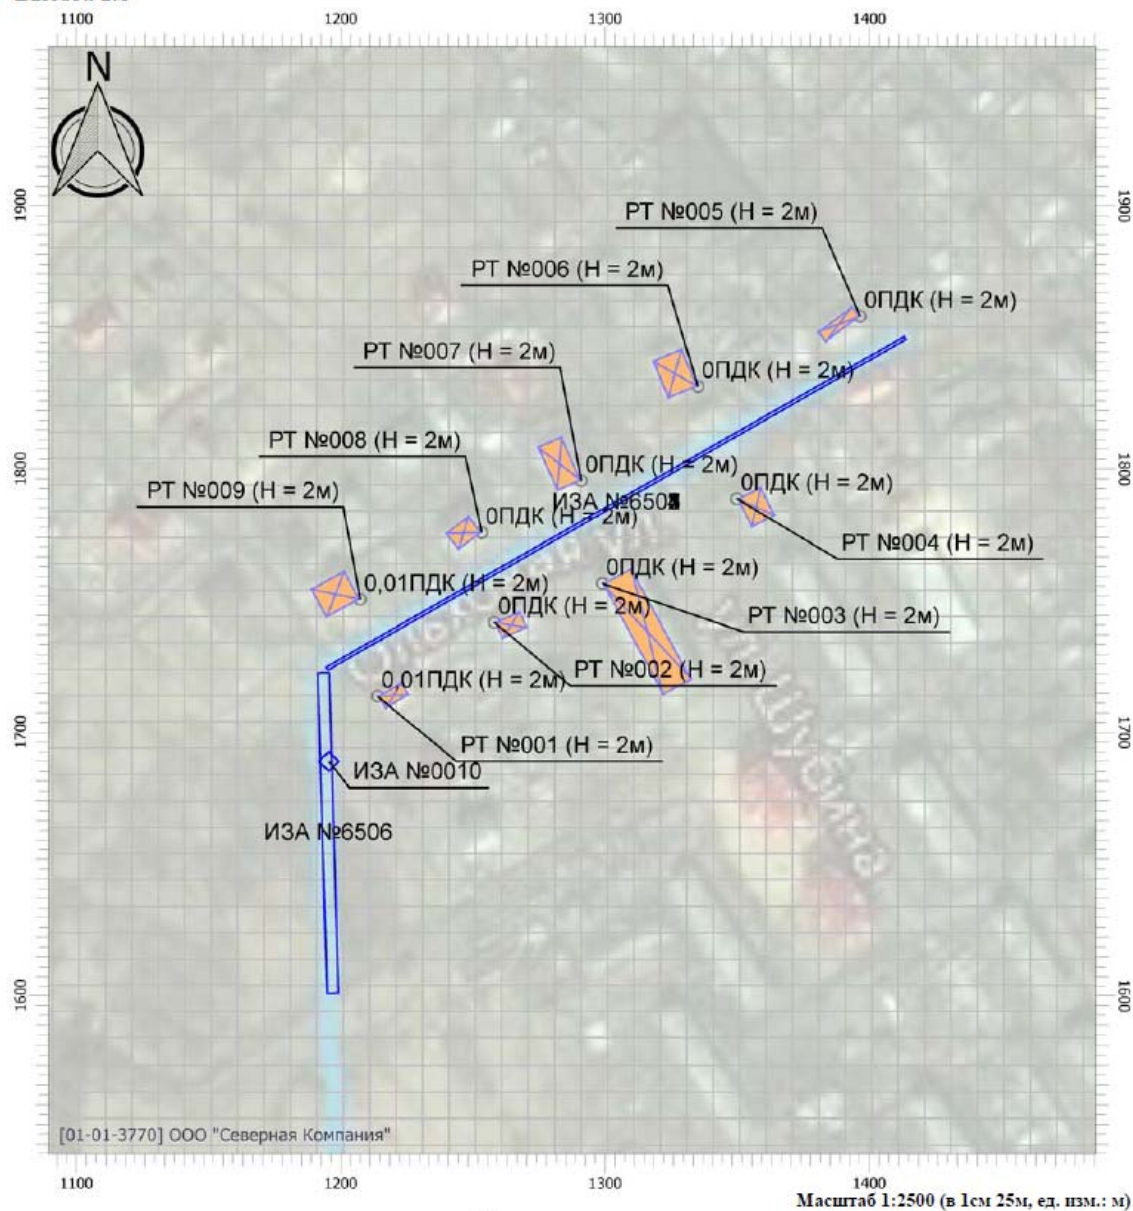 1100 1200 1300 1400
N
1900 1900
РТ №005 (Н = 2м)
РТ №006 (Н = 2м)
0ПДК (Н = 2м)
РТ №007 (Н = 2м)
0ПДК (Н = 2м)
РТ №008 (Н = 2м)
0ПДК (Н = 2м)
1800 1800
РТ №009 (Н = 2м)
0ПДК (Н = 2м)
ИЗА №650
0ПДК (Н = 2м)
РТ №004 (Н = 2м)
0ПДК (Н = 2м)
0,01ПДК (Н = 2м)
0ПДК (Н = 2м)
РТ №003 (Н = 2м)
РТ №002 (Н = 2м)
0,01ПДК (Н = 2м)
1700 1700
РТ №001 (Н = 2м)
ИЗА №0010
ИЗА №6506
Шубина
1600 1600
[01-01-3770] ООО "Северная Компания"
1100 1200 1300 1400
Масштаб 1:2500 (в 1см 25м, ед. изм.: м)